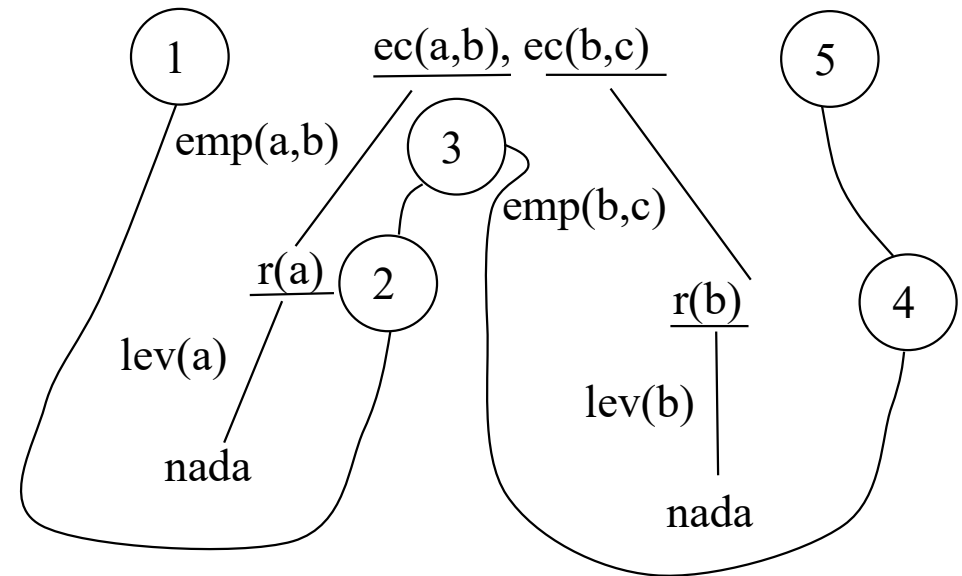 1
ec(a,b), ec(b,c)
5
emp(a,b)
3
emp(b,c)
r(a)
2
r(b)
4
lev(a)
lev(b)
nada
nada